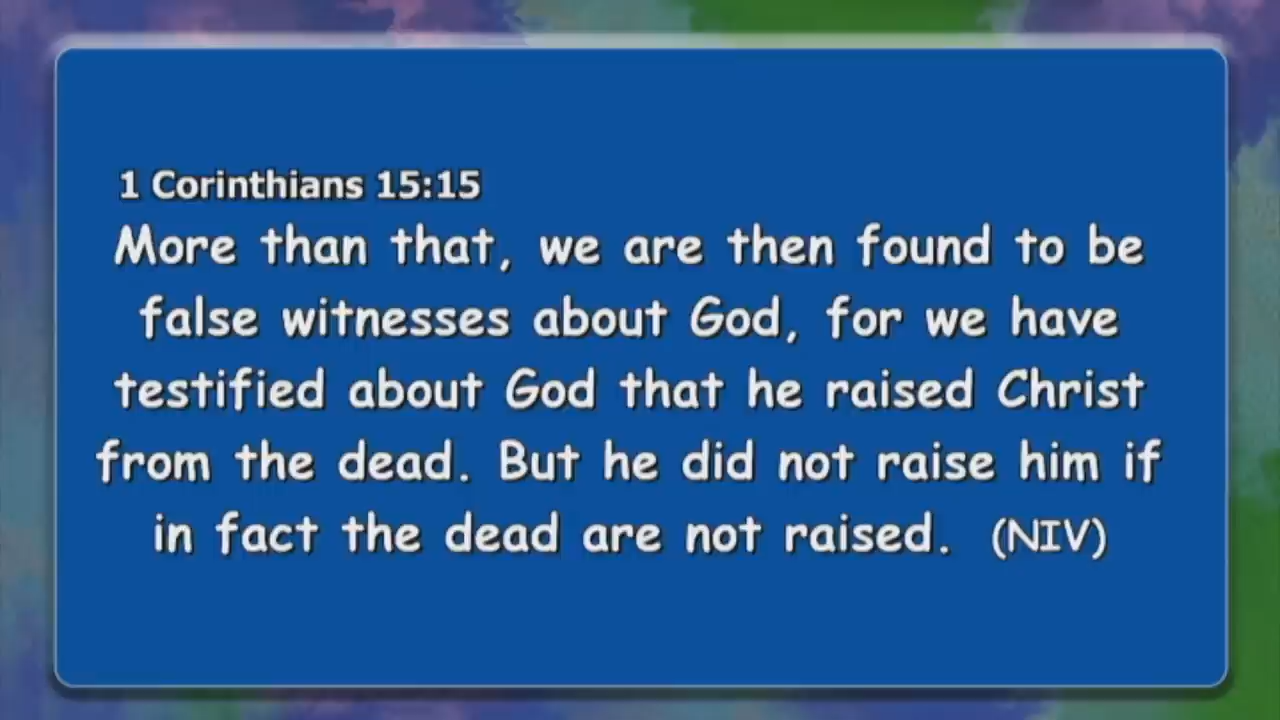 1 Corinthians 15:15
More than that, we are then found to be
false witnesses about God, for we have
testified about God that he raised Christ
from the dead. But he did not raise him if
in fact the dead are not raised. (NIV)